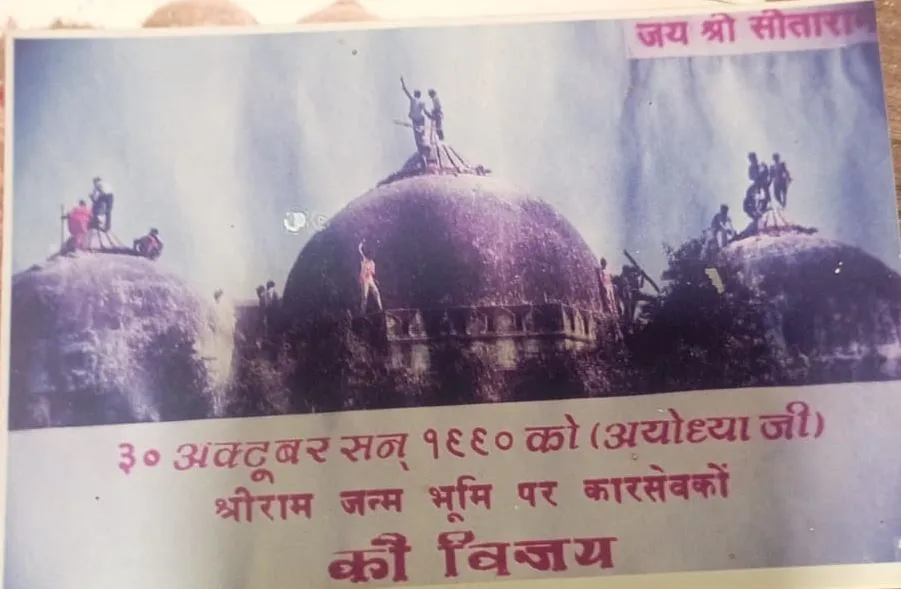 जय श्री सीताराम
३० अक्टूबर सन् १९९० को (अयोध्या जी)
श्रीराम जन्म भूमि पर कारसेवकों
की विजय